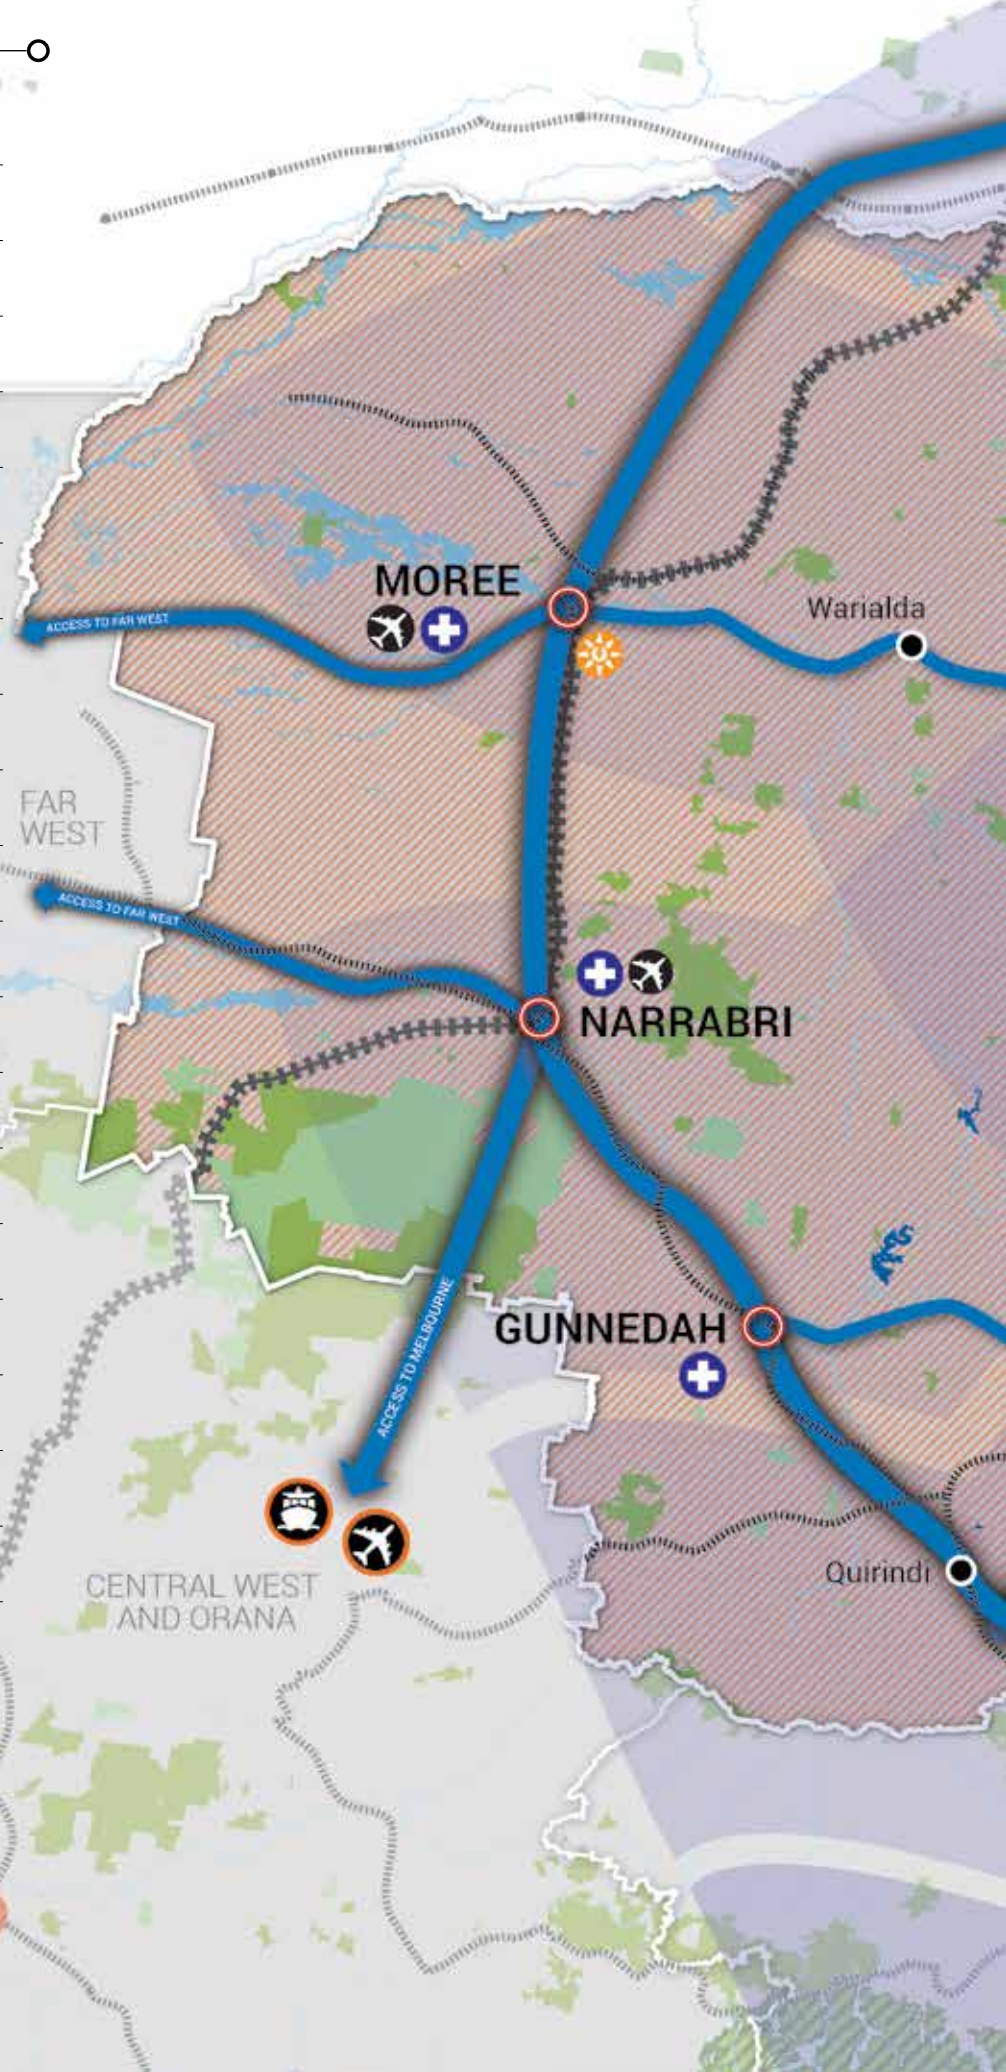 MOREE
Warialda
ACCESS TO FAR WEST
FAR
WEST
ACCESS TO FAR WEST
NARRABRI
GUNNEDAH
ACCESS TO MELBOURNE
Quirindi
CENTRAL WEST
AND ORANA